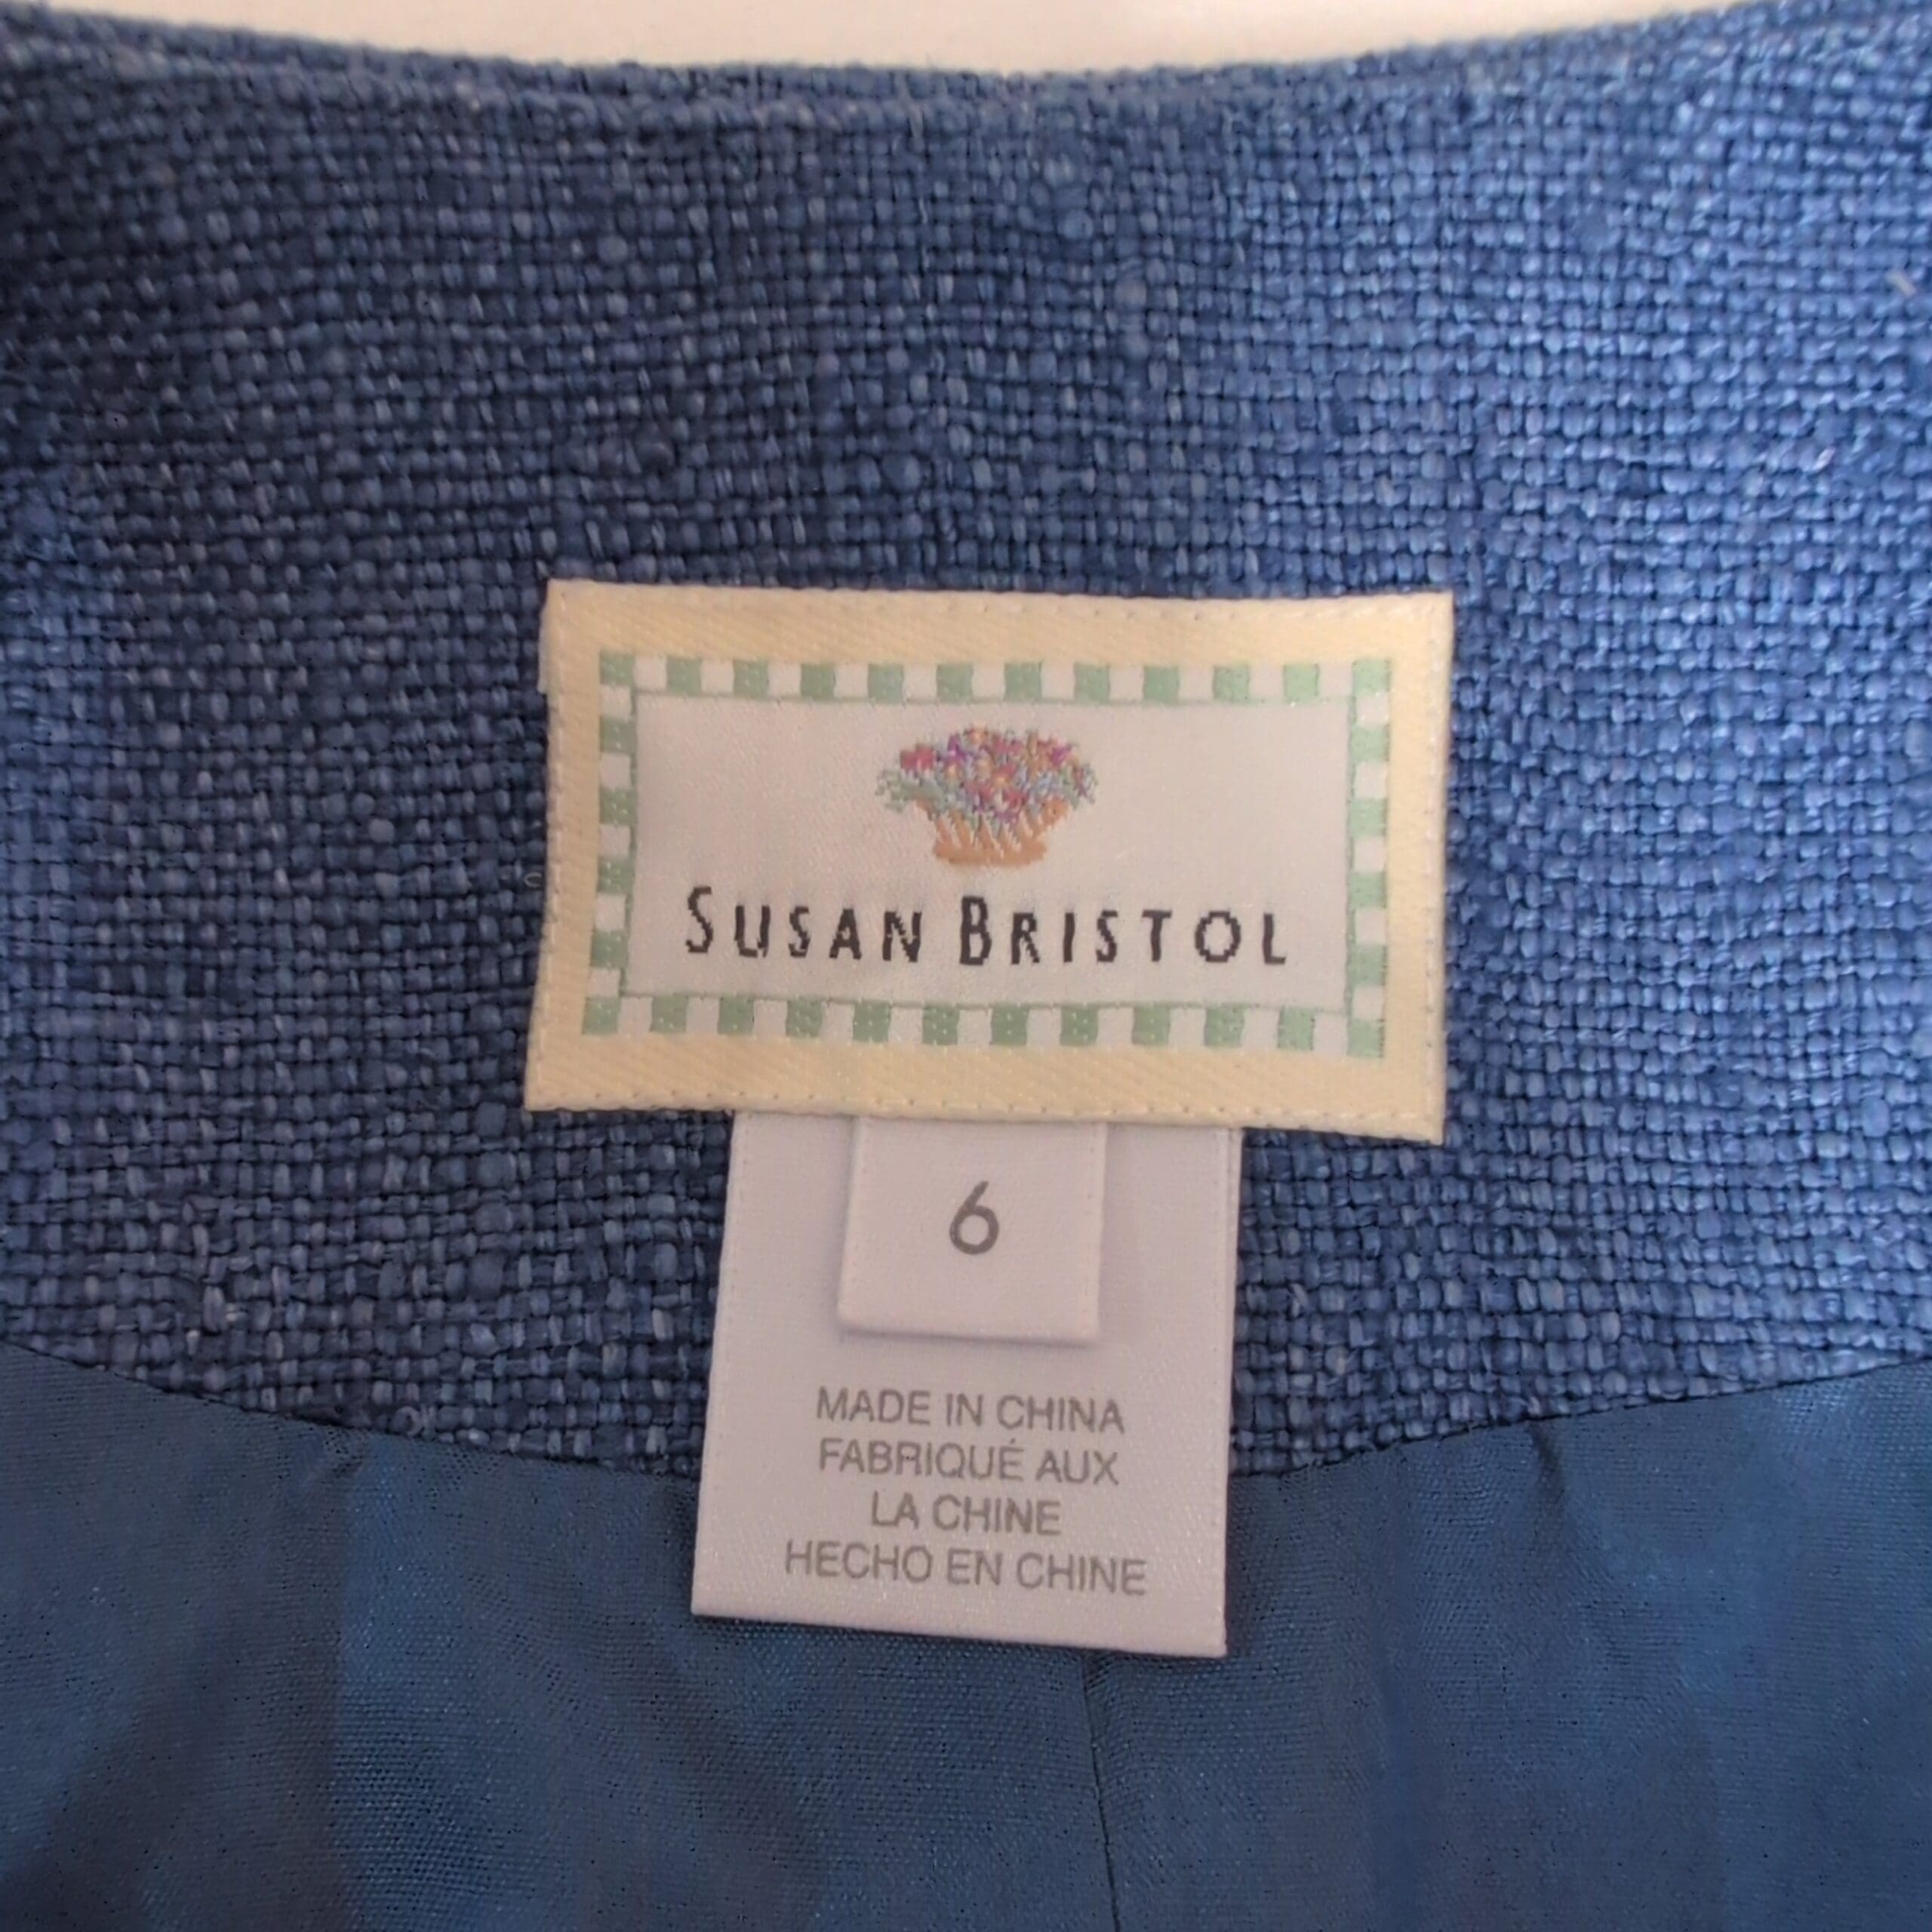 SUSAN BRISTOL
6
MADE IN CHINA
FABRIQUÉ AUX
LA CHINE
HECHO EN CHINE